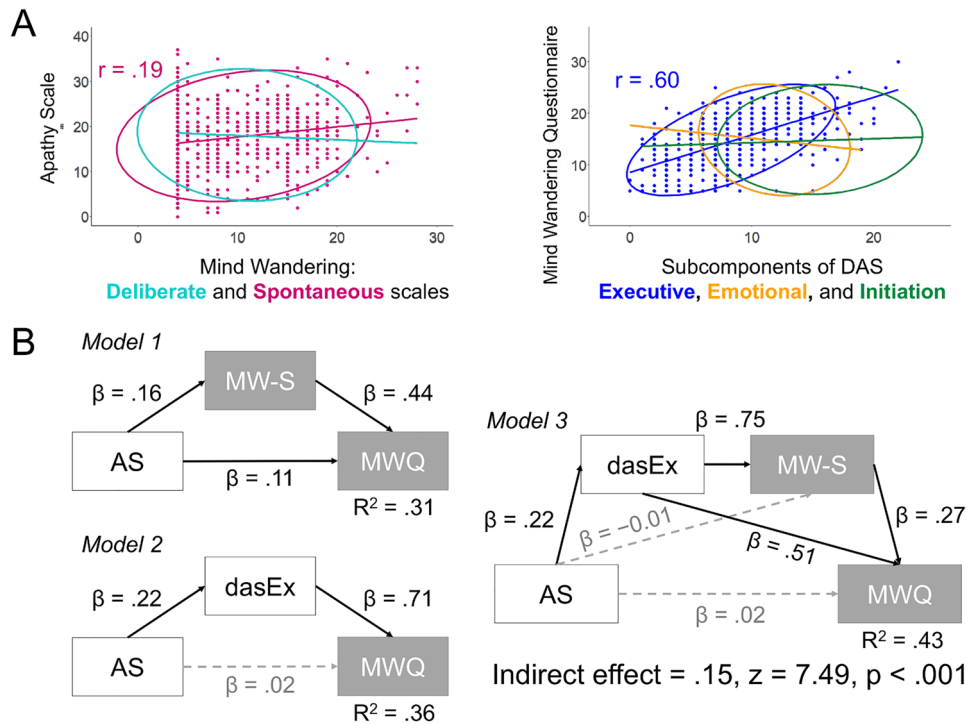 A
r = .19
Apathy Scale
40
30
20
10
0
0
10
20
30
Mind Wandering:
Deliberate and Spontaneous scales
r = .60
Mind Wandering Questionnaire
30
20
10
0
0
10
20
Subcomponents of DAS
Executive, Emotional, and Initiation
B
Model 1
MW-S
β = .16
β = .44
AS
MWQ
β = .11
R² = .31
Model 2
dasEx
β = .22
β = .71
AS
MWQ
β = .02
R² = .36
Model 3
β = .75
dasEx
MW-S
β = .22
β = −0.01
β = .51
β = .27
AS
MWQ
β = .02
R² = .43
Indirect effect = .15, z = 7.49, p < .001